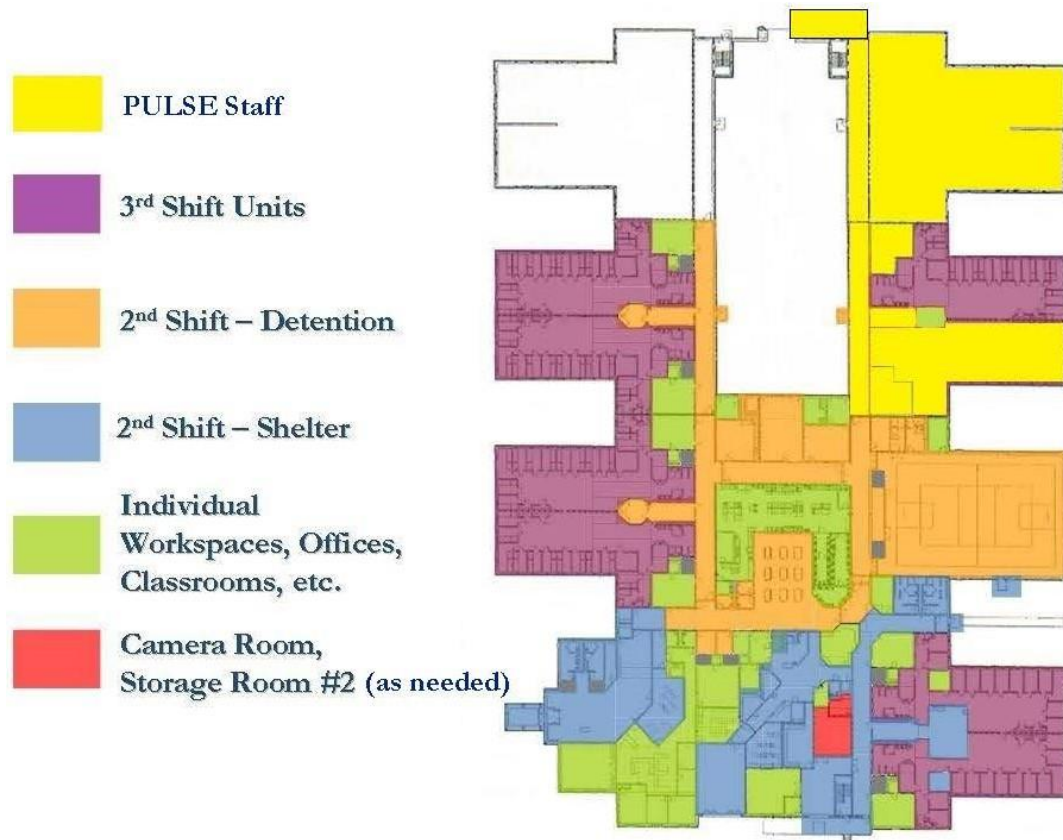 PULSE Staff
3rd Shift Units
2nd Shift – Detention
2nd Shift – Shelter
Individual
Workspaces, Offices,
Classrooms, etc.
Camera Room,
Storage Room #2 (as needed)